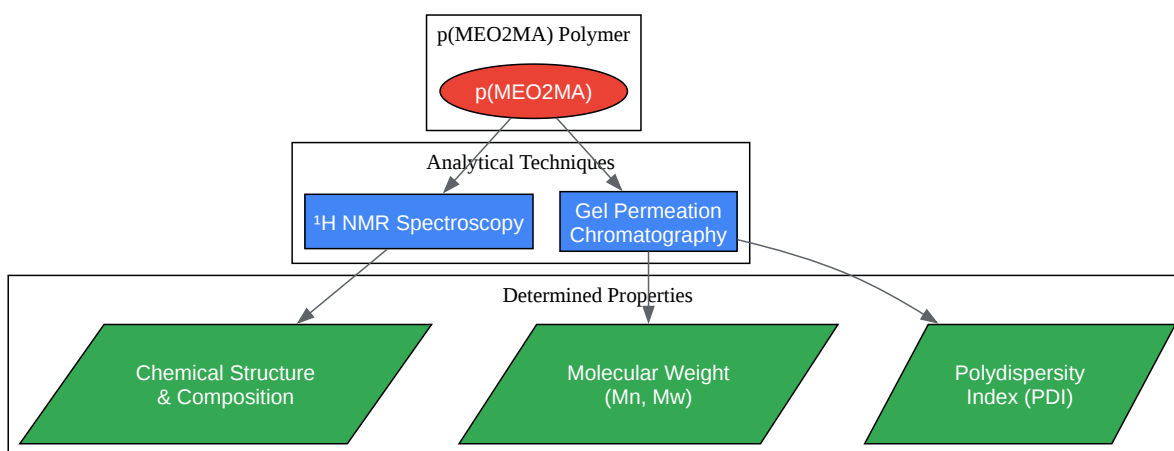 p(MEO2MA) Polymer
p(MEO2MA)
Analytical Techniques
¹H NMR Spectroscopy
Gel Permeation
Chromatography
Determined Properties
Chemical Structure
& Composition
Molecular Weight
(Mn, Mw)
Polydispersity
Index (PDI)